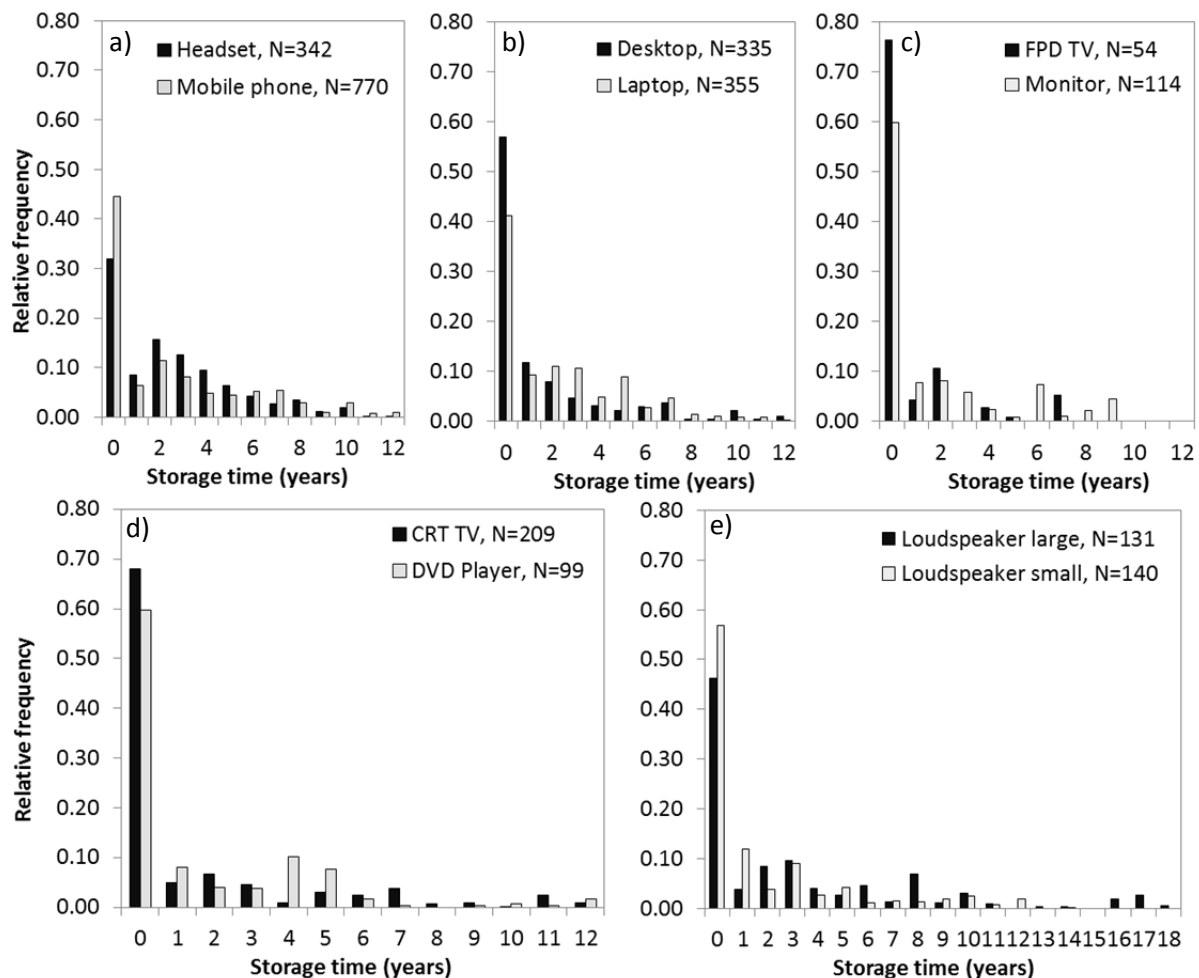 a)
Headset, N=342
Mobile phone, N=770
0.80
0.70
0.60
0.50
0.40
0.30
0.20
0.10
0.00
Relative frequency
0 2 4 6 8 10 12
Storage time (years)
b)
Desktop, N=335
Laptop, N=355
0.80
0.70
0.60
0.50
0.40
0.30
0.20
0.10
0.00
0 2 4 6 8 10 12
Storage time (years)
c)
FPD TV, N=54
Monitor, N=114
0.80
0.70
0.60
0.50
0.40
0.30
0.20
0.10
0.00
0 2 4 6 8 10 12
Storage time (years)
d)
CRT TV, N=209
DVD Player, N=99
0.80
0.70
0.60
0.50
0.40
0.30
0.20
0.10
0.00
Relative frequency
0 1 2 3 4 5 6 7 8 9 10 11 12
Storage time (years)
e)
Loudspeaker large, N=131
Loudspeaker small, N=140
0.80
0.70
0.60
0.50
0.40
0.30
0.20
0.10
0.00
0 1 2 3 4 5 6 7 8 9 10 11 12 13 14 15 16 17 18
Storage time (years)